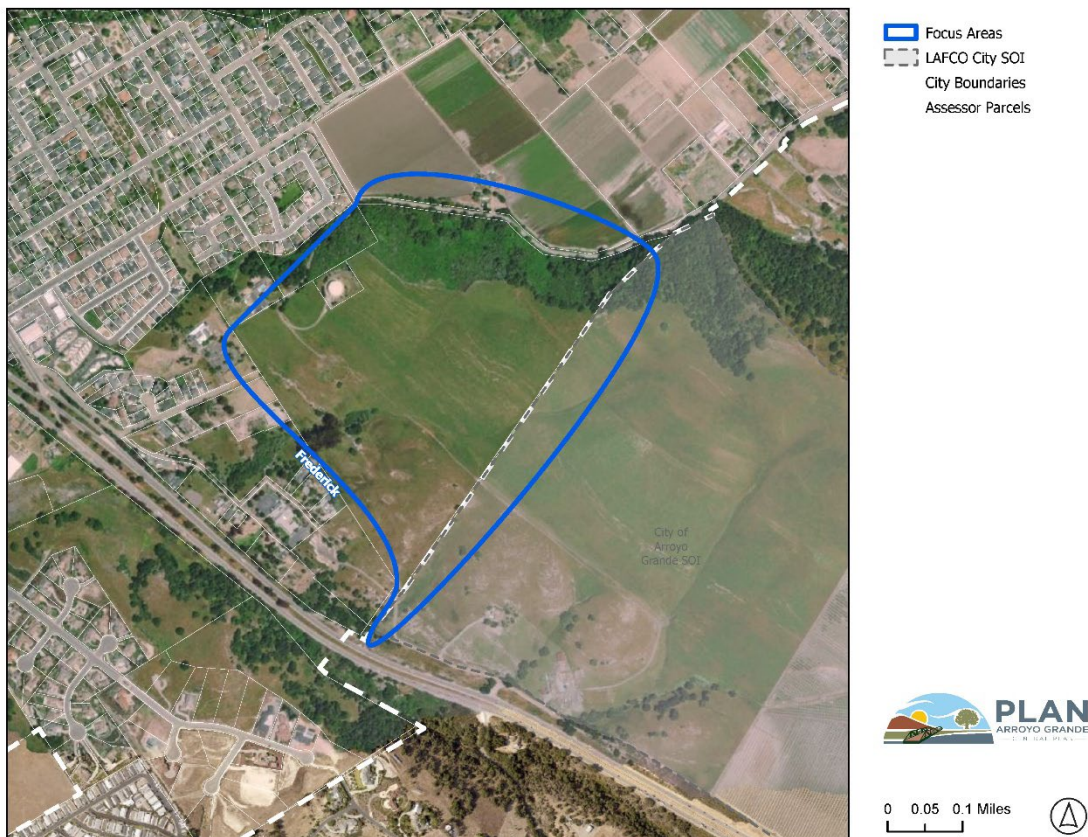 Focus Areas
LAFCO City SOI
City Boundaries
Assessor Parcels
Frederick
City of
Arroyo
Grande SOI
PLAN
ARROYO GRANDE
0 0.05 0.1 Miles